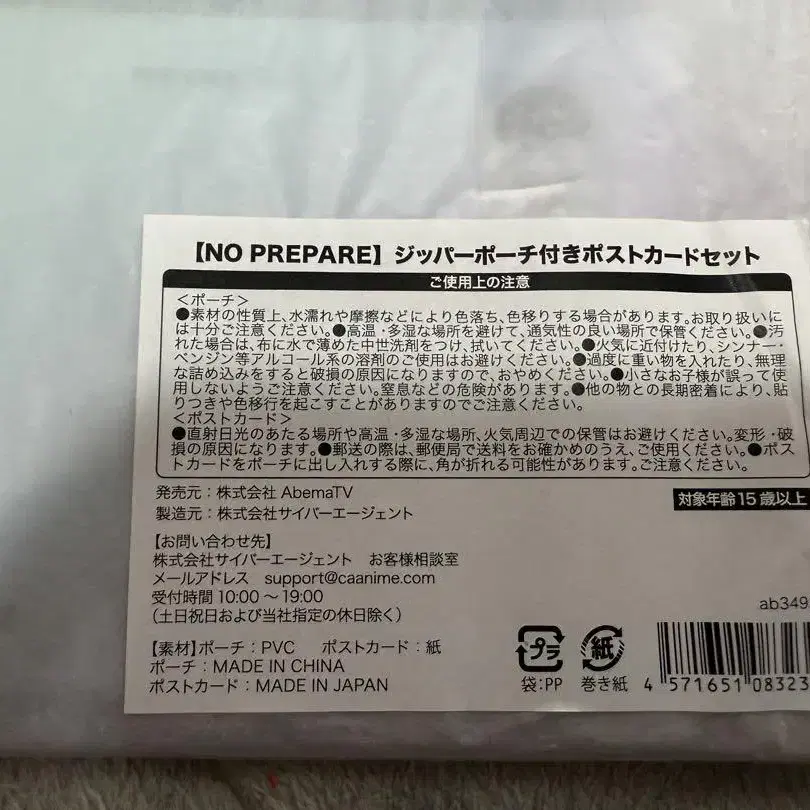 【NO PREPARE】ジッパーポーチ付きポストカードセット
ご使用上の注意
＜ポーチ＞
●素材の性質上、水濡れや摩擦などにより色落ち、色移りする場合があります。お取り扱いに
は十分ご注意ください。●高温・多湿な場所を避けて、通気性の良い場所で保管ください。●汚
れた場合は、布に水で薄めた中世洗剤をつけ、拭いてください。●火気に近付けたり、シンナー・
ベンジン等アルコール系の溶剤のご使用はお避けください。●過度に重い物を入れたり、無理
な詰め込みをすると破損の原因になりますので、おやめください。●小さなお子様が誤って使
用しないようご注意ください。窒息などの危険があります。●他の物との長期密着により、貼
りつきや色移行を起こすことがありますのでご注意ください。
＜ポストカード＞
●直射日光のあたる場所や高温・多湿な場所、火気周辺での保管はお避けください。変形・破
損の原因になります。●郵送の際は、郵便局で送料をお確かめのうえ、ご使用ください。●ポス
トカードをポーチに出し入れする際に、角が折れる可能性があります。ご注意ください。
発売元：株式会社 AbemaTV
製造元：株式会社サイバーエージェント
対象年齢15歳以上
【お問い合わせ先】
株式会社サイバーエージェント　お客様相談室
メールアドレス　support@caanime.com
受付時間 10:00 ～ 19:00
（土日祝日および当社指定の休日除く）
ab349
【素材】ポーチ：PVC　ポストカード：紙
ポーチ：MADE IN CHINA
ポストカード：MADE IN JAPAN
プラ
紙
袋:PP　巻き紙
4 571651 08323